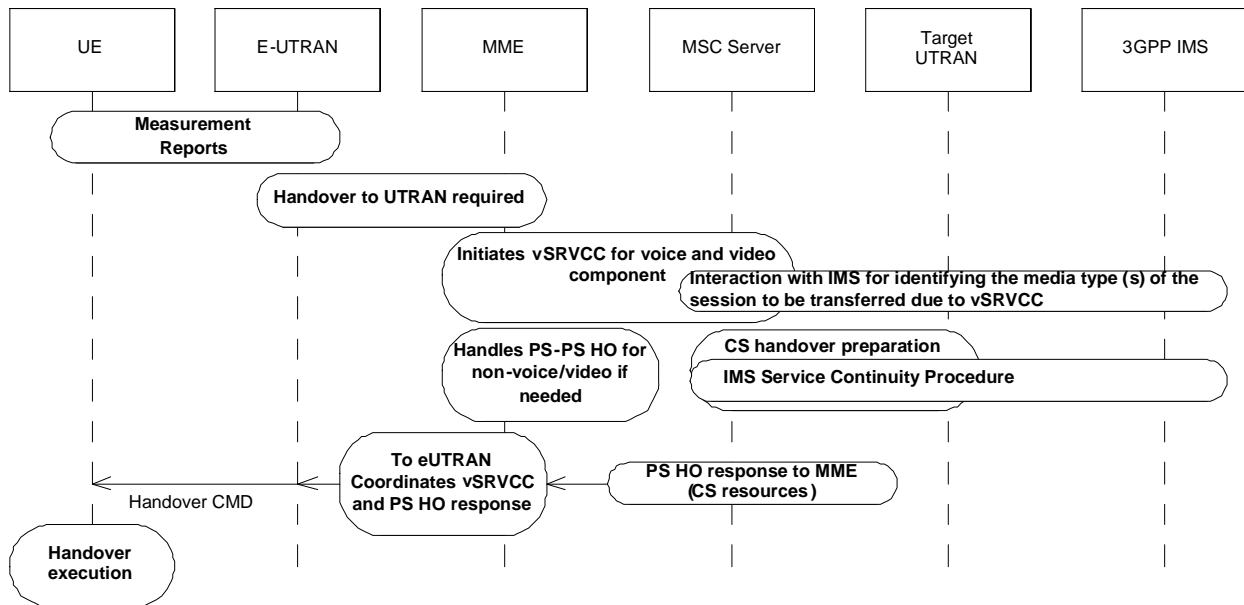 UE
E-UTRAN
MME
MSC Server
Target
UTRAN
3GPP IMS
Measurement
Reports
Handover to UTRAN required
Initiates vSRVCC for voice and video
component
Interaction with IMS for identifying the media type (s) of the
session to be transferred due to vSRVCC
Handles PS-PS HO for
non-voice/video if
needed
CS handover preparation
IMS Service Continuity Procedure
To eUTRAN
Coordinates vSRVCC
and PS HO response
PS HO response to MME
(CS resources)
Handover CMD
Handover
execution